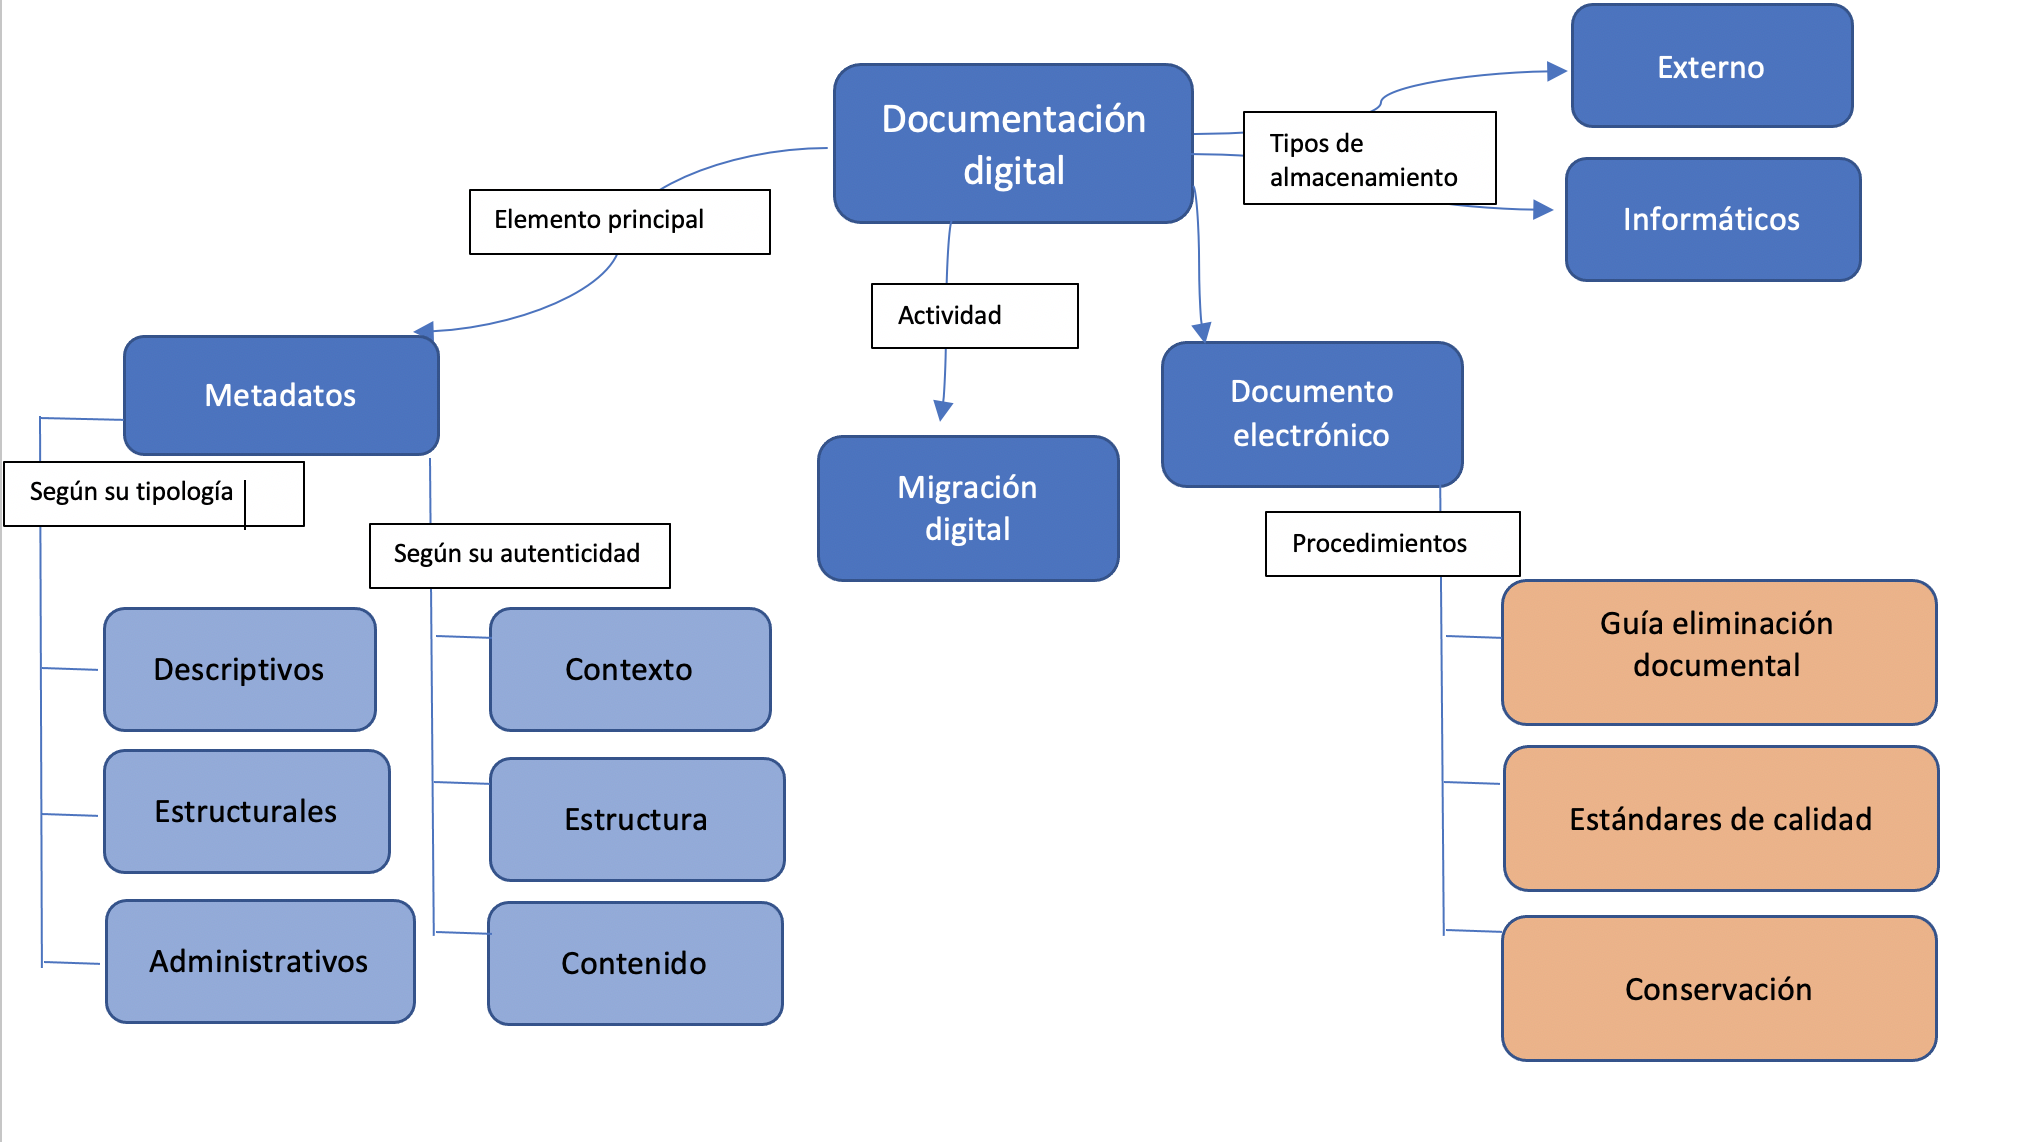 Externo
Documentación
digital
Tipos de
almacenamiento
Informáticos
Elemento principal
Actividad
Metadatos
Documento
electrónico
Según su tipología
Migración
digital
Según su autenticidad
Procedimientos
Descriptivos
Contexto
Guía eliminación
documental
Estructurales
Estructura
Estándares de calidad
Administrativos
Contenido
Conservación